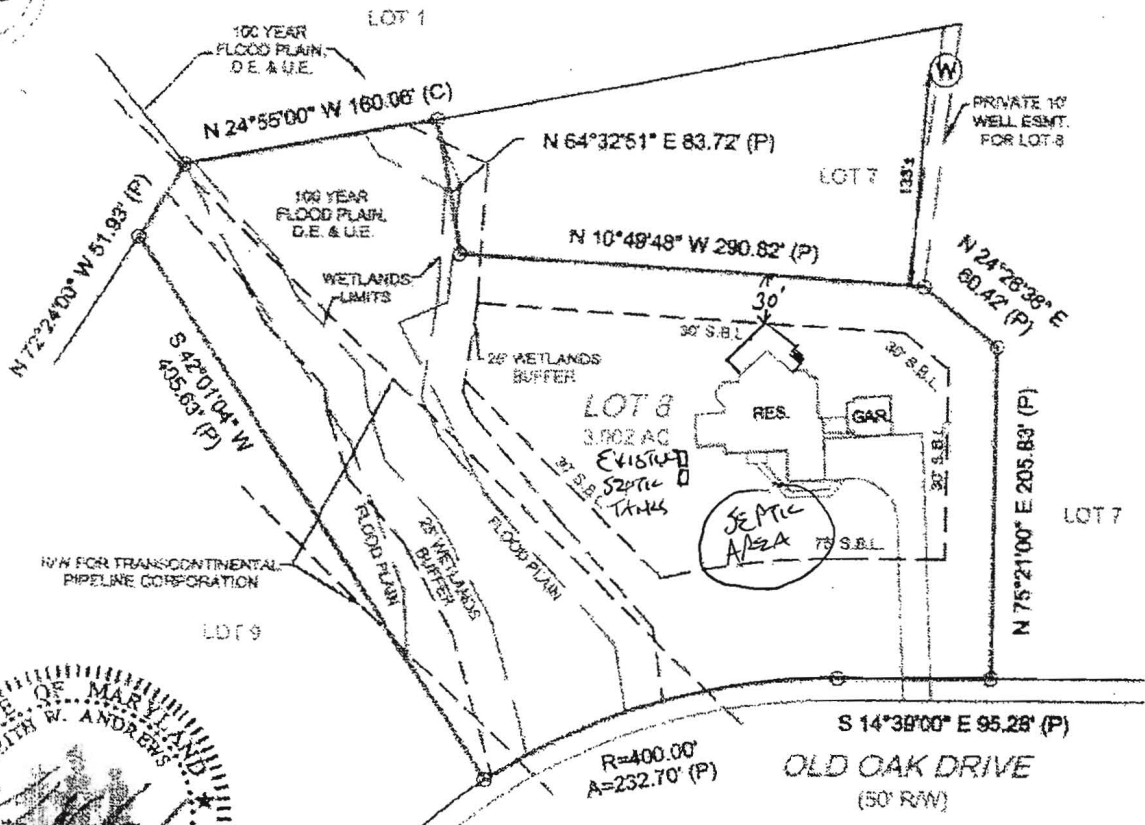 LOT 1
100 YEAR
FLOOD PLAIN,
D.E. & U.E.
N 24°55'00" W 160.06' (C)
W
PRIVATE 10'
WELL ESMT.
FOR LOT 8
N 64°32'51" E 83.72' (P)
LOT 7
133'±
100 YEAR
FLOOD PLAIN,
D.E. & U.E.
N 72°24'00" W 51.93' (P)
N 10°49'48" W 290.82' (P)
N 24°26'38" E
60.42' (P)
WETLANDS
LIMITS
30'
30' S.B.L.
30' S.B.L.
S 42°01'04" W
405.63' (P)
25' WETLANDS
BUFFER
LOT 8
3.002 AC
RES.
GAR.
EXISTING
SEPTIC
TANKS
30' S.B.L.
30' S.B.L.
N 75°21'00" E 205.83' (P)
SEPTIC
AREA
75' S.B.L.
LOT 7
FLOOD PLAIN
25' WETLANDS
BUFFER
FLOOD PLAIN
R/W FOR TRANSCONTINENTAL
PIPELINE CORPORATION
LOT 9
OF MARYLAND
W. ANDREWS
S 14°39'00" E 95.28' (P)
R=400.00'
A=232.70' (P)
OLD OAK DRIVE
(50' R/W)